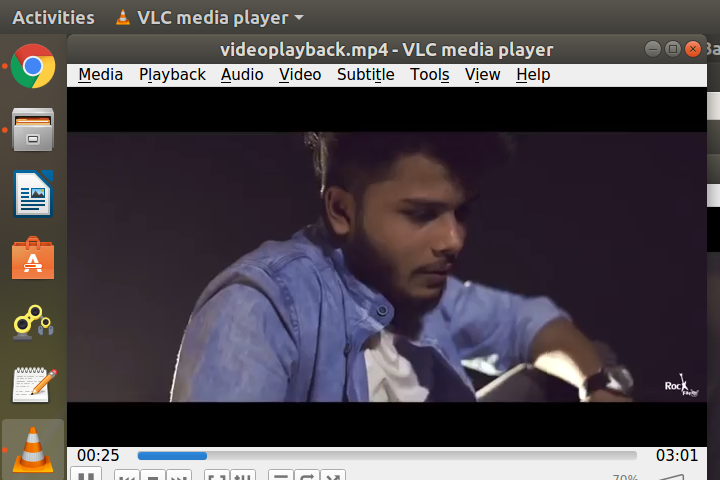 Activities VLC media player
videoplayback.mp4 - VLC media player
Media Playback Audio Video Subtitle Tools View Help
Rock
00:25 03:01
70%